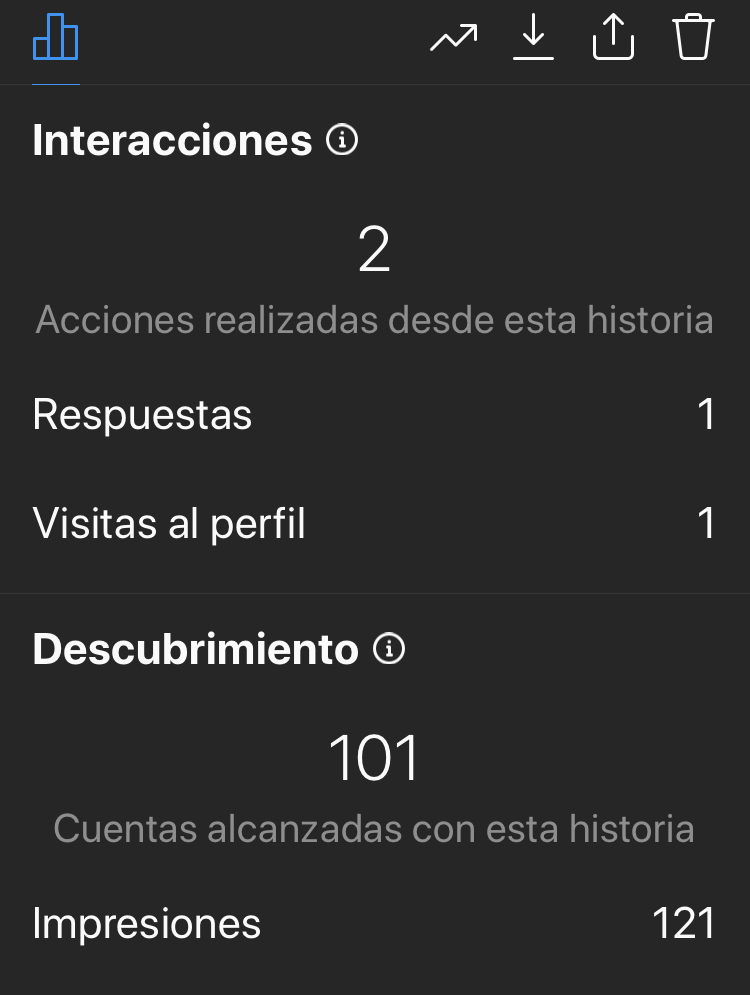 Interacciones
2
Acciones realizadas desde esta historia
Respuestas 1
Visitas al perfil 1
Descubrimiento
101
Cuentas alcanzadas con esta historia
Impresiones 121